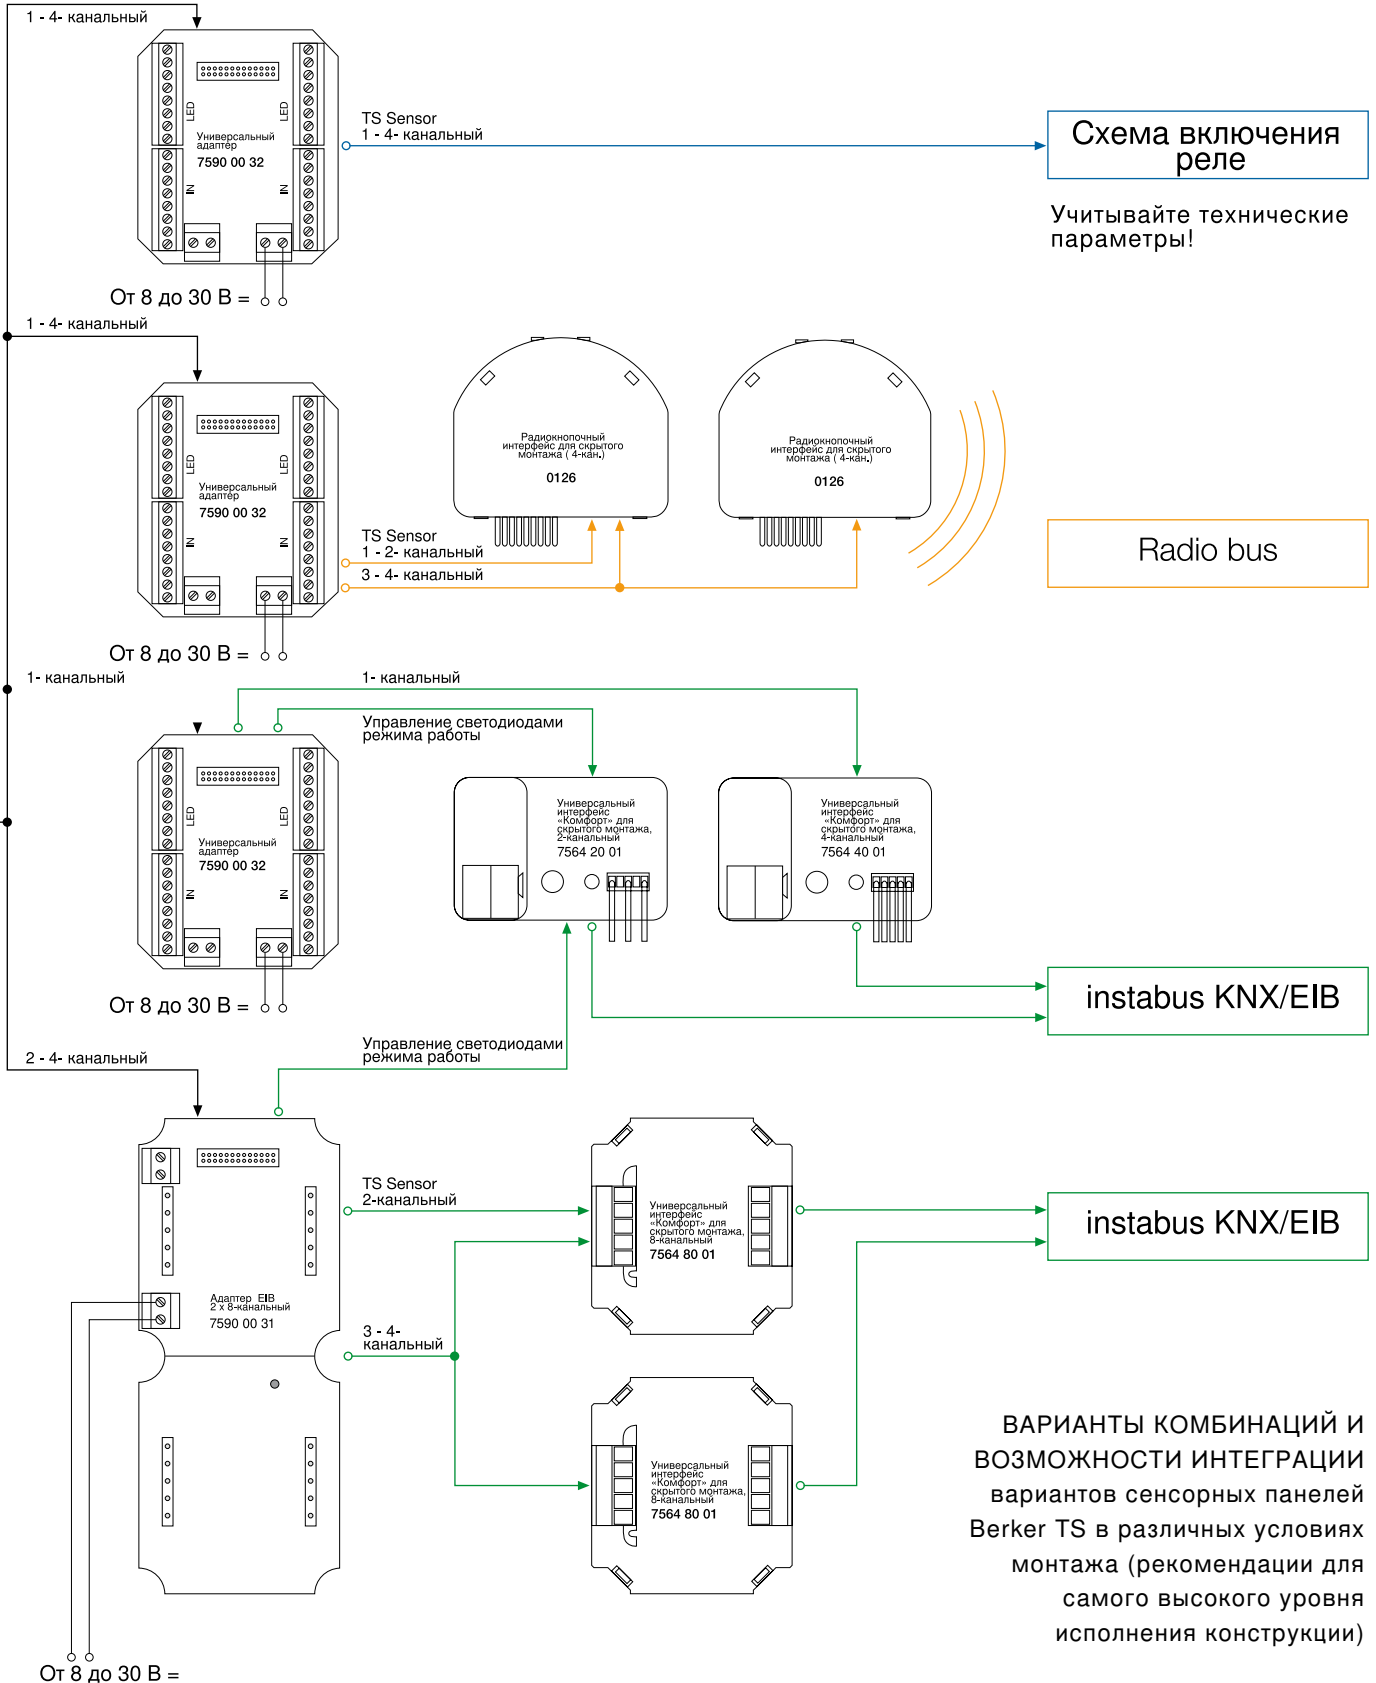 1 - 4- канальный
LED
LED
Универсальный
адаптер
7590 00 32
IN
IN
От 8 до 30 В =
TS Sensor
1 - 4- канальный
Схема включения
реле
Учитывайте технические
параметры!
1 - 4- канальный
LED
LED
Универсальный
адаптер
7590 00 32
IN
IN
От 8 до 30 В =
TS Sensor
1 - 2- канальный
3 - 4- канальный
Радиокнопочный
интерфейс для скрытого
монтажа ( 4-кан.)
0126
Радиокнопочный
интерфейс для скрытого
монтажа ( 4-кан.)
0126
Radio bus
1- канальный
1- канальный
Управление светодиодами
режима работы
LED
LED
Универсальный
адаптер
7590 00 32
IN
IN
От 8 до 30 В =
Универсальный
интерфейс
«Комфорт» для
скрытого монтажа,
2-канальный
7564 20 01
Универсальный
интерфейс
«Комфорт» для
скрытого монтажа,
4-канальный
7564 40 01
instabus KNX/EIB
2 - 4- канальный
Управление светодиодами
режима работы
TS Sensor
2-канальный
Адаптер EIB
2 x 8-канальный
7590 00 31
3 - 4-
канальный
Универсальный
интерфейс
«Комфорт» для
скрытого монтажа,
8-канальный
7564 80 01
instabus KNX/EIB
Универсальный
интерфейс
«Комфорт» для
скрытого монтажа,
8-канальный
7564 80 01
От 8 до 30 В =
ВАРИАНТЫ КОМБИНАЦИЙ И
ВОЗМОЖНОСТИ ИНТЕГРАЦИИ
вариантов сенсорных панелей
Berker TS в различных условиях
монтажа (рекомендации для
самого высокого уровня
исполнения конструкции)